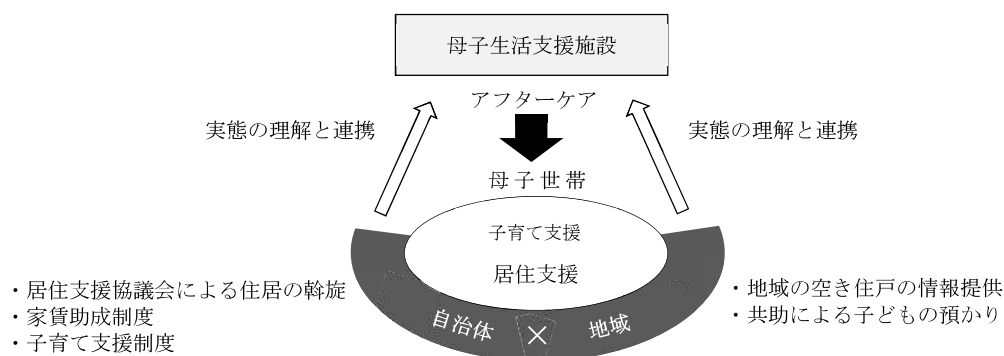 母子生活支援施設
アフターケア
実態の理解と連携
実態の理解と連携
母子世帯
子育て支援
居住支援
・居住支援協議会による住居の斡旋
・家賃助成制度
・子育て支援制度
自治体
×
地域
・地域の空き住戸の情報提供
・共助による子どもの預かり